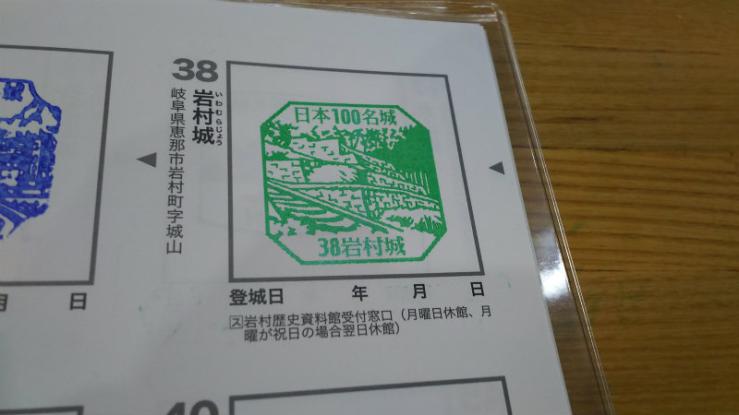 38
岩村城
いわむらじょう
岐阜県恵那市岩村町字城山
日本100名城
38岩村城
登城日 年 月 日
ス岩村歴史資料館受付窓口(月曜日休館、月
曜が祝日の場合翌日休館)
月 日